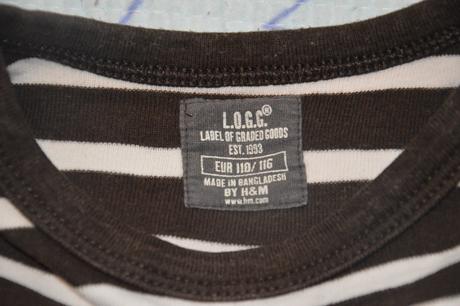 L.O.G.G.®
LABEL OF GRADED GOODS
EST. 1993
EUR 110/116
MADE IN BANGLADESH
BY H&M
www.hm.com